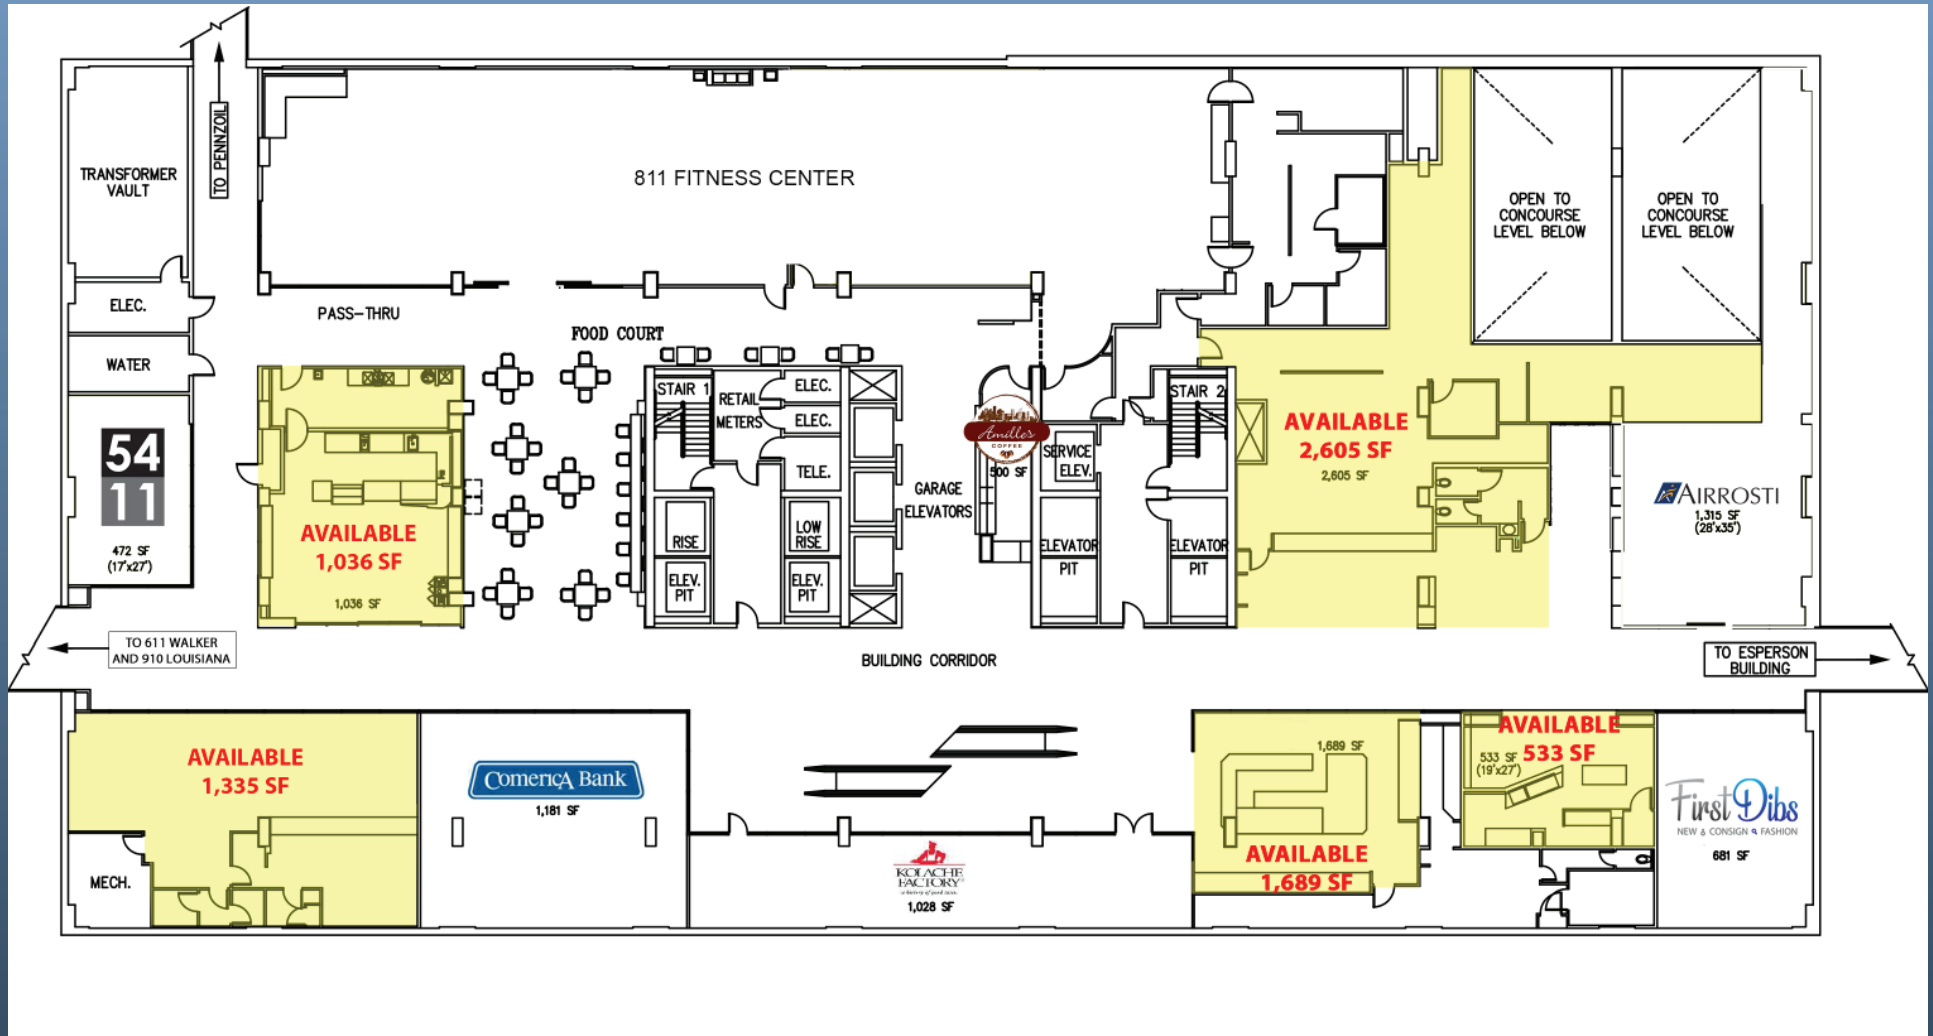 TO PENNZOIL
TRANSFORMER
VAULT
811 FITNESS CENTER
OPEN TO
CONCOURSE
LEVEL BELOW
OPEN TO
CONCOURSE
LEVEL BELOW
ELEC.
PASS-THRU
FOOD COURT
WATER
STAIR 1
RETAIL
METERS
ELEC.
ELEC.
TELE.
STAIR 2
54
11
472 SF
(17'x27')
AVAILABLE
1,036 SF
1,036 SF
RISE
LOW
RISE
ELEV.
PIT
ELEV.
PIT
GARAGE
ELEVATORS
Amille's
COFFEE
500 SF
SERVICE
ELEV.
ELEVATOR
PIT
ELEVATOR
PIT
AVAILABLE
2,605 SF
2,605 SF
AIRROSTI
1,315 SF
(28'x35')
TO 611 WALKER
AND 910 LOUISIANA
BUILDING CORRIDOR
TO ESPERSON
BUILDING
AVAILABLE
1,335 SF
MECH.
COMERICA BANK
1,181 SF
KOLACHE
FACTORY
1,028 SF
1,689 SF
AVAILABLE
1,689 SF
AVAILABLE
533 SF
533 SF
(19'x27')
First Dibs
NEW & CONSIGN FASHION
681 SF